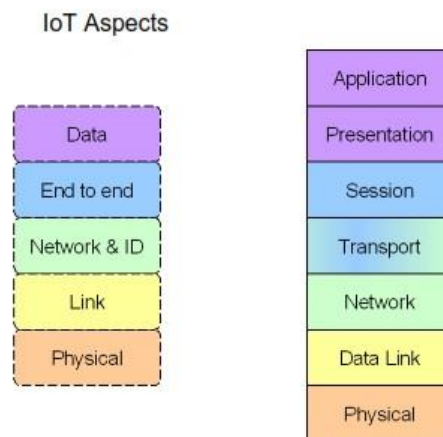 IoT Aspects
Data
End to end
Network & ID
Link
Physical
Application
Presentation
Session
Transport
Network
Data Link
Physical